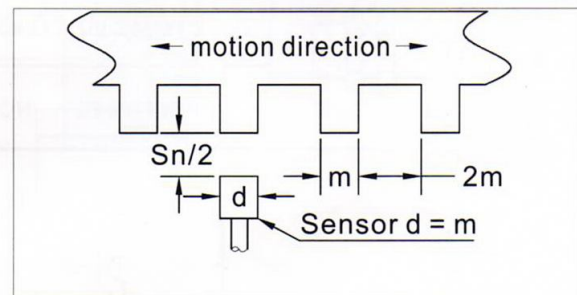 motion direction
Sn/2
m
2m
d
Sensor d = m